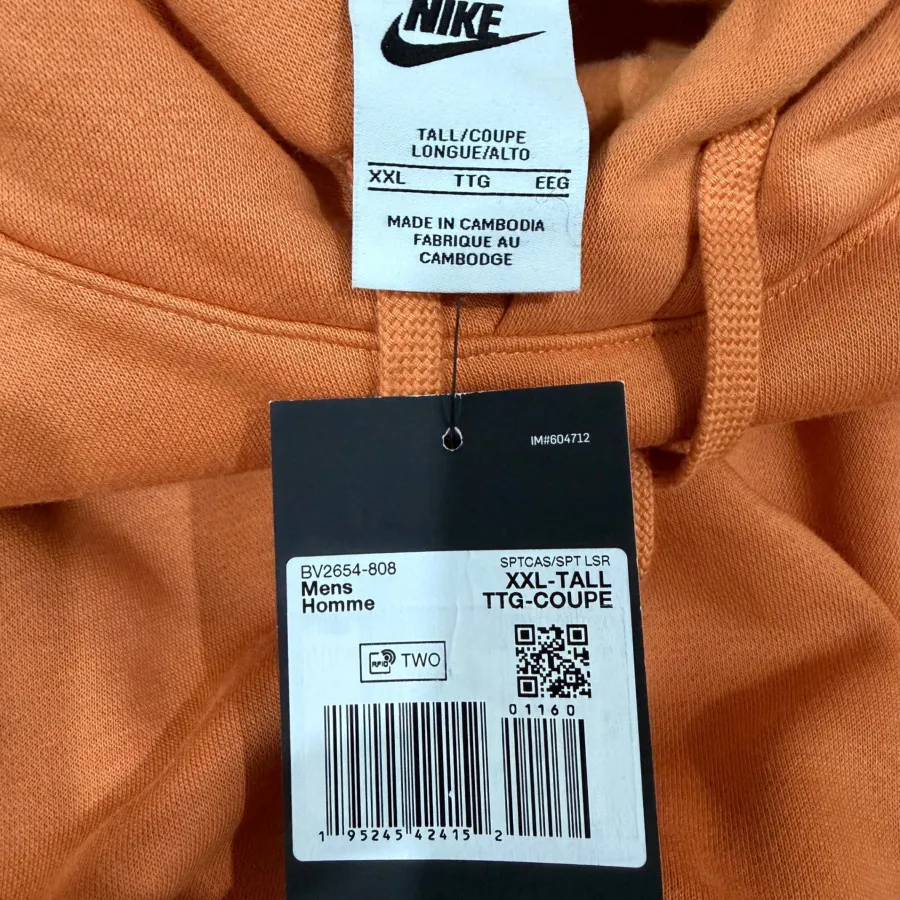 NIKE
TALL/COUPE
LONGUE/ALTO
XXL TTG EEG
MADE IN CAMBODIA
FABRIQUE AU
CAMBODGE
IM#604712
BV2654-808
Mens
Homme
SPTCAS/SPT LSR
XXL-TALL
TTG-COUPE
RFID TWO
01160
1 95245 42415 2